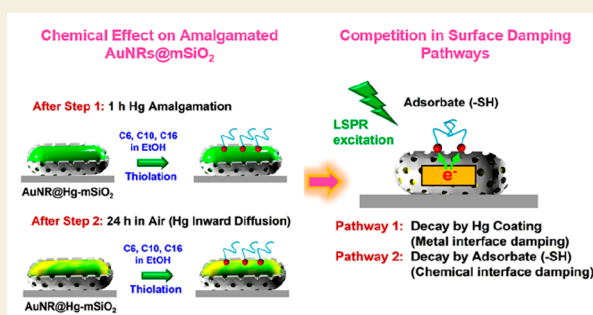 Chemical Effect on Amalgamated
AuNRs@mSiO2
After Step 1: 1 h Hg Amalgamation
C6, C10, C16
in EtOH
Thiolation
AuNR@Hg-mSiO2
After Step 2: 24 h in Air (Hg Inward Diffusion)
C6, C10, C16
in EtOH
Thiolation
AuNR@Hg-mSiO2
Competition in Surface Damping
Pathways
Adsorbate (-SH)
LSPR
excitation
e-
Pathway 1: Decay by Hg Coating
(Metal interface damping)
Pathway 2: Decay by Adsorbate (-SH)
(Chemical interface damping)